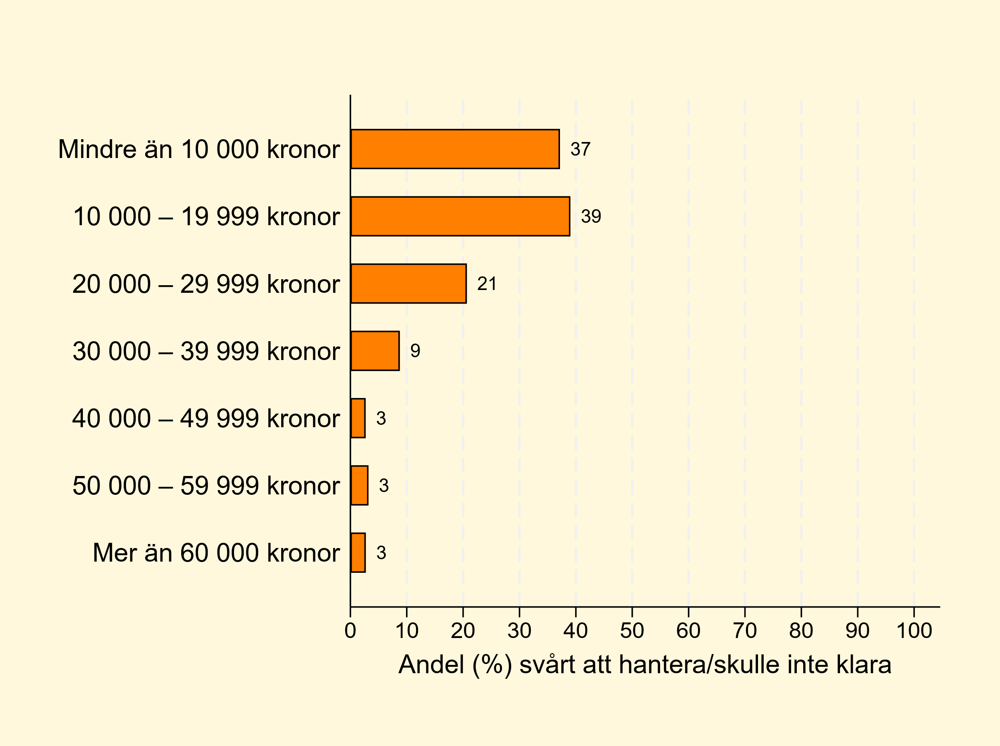 Mindre än 10 000 kronor 37
10 000 – 19 999 kronor 39
20 000 – 29 999 kronor 21
30 000 – 39 999 kronor 9
40 000 – 49 999 kronor 3
50 000 – 59 999 kronor 3
Mer än 60 000 kronor 3
0 10 20 30 40 50 60 70 80 90 100
Andel (%) svårt att hantera/skulle inte klara